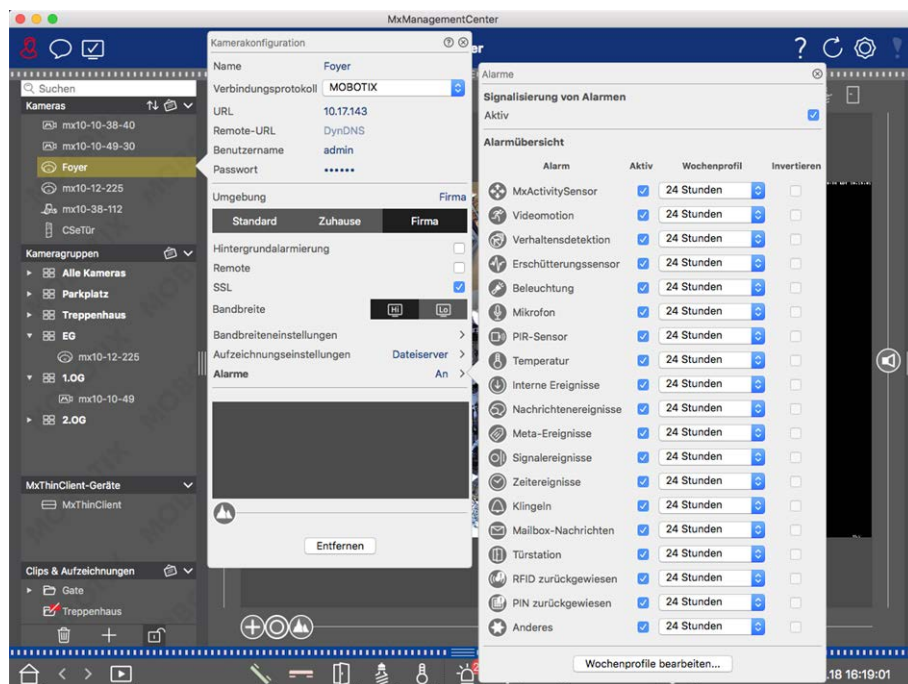 MxManagementCenter
er
Suchen
Kameras
mx10-10-38-40
mx10-10-49-30
Foyer
mx10-12-225
mx10-38-112
CSeTür
Kameragruppen
Alle Kameras
Parkplatz
Treppenhaus
EG
mx10-12-225
1.OG
mx10-10-49
2.OG
MxThinClient-Geräte
MxThinClient
Clips & Aufzeichnungen
Gate
Treppenhaus
Kamerakonfiguration
Name Foyer
Verbindungsprotokoll MOBOTIX
URL 10.17.143
Remote-URL DynDNS
Benutzername admin
Passwort ••••••
Umgebung Firma
Standard Zuhause Firma
Hintergrundalarmierung
Remote
SSL
Bandbreite Hi Lo
Bandbreiteneinstellungen
Aufzeichnungseinstellungen Dateiserver
Alarme An
Entfernen
Alarme
Signalisierung von Alarmen
Aktiv
Alarmübersicht
Alarm Aktiv Wochenprofil Invertieren
MxActivitySensor 24 Stunden
Videomotion 24 Stunden
Verhaltensdetektion 24 Stunden
Erschütterungssensor 24 Stunden
Beleuchtung 24 Stunden
Mikrofon 24 Stunden
PIR-Sensor 24 Stunden
Temperatur 24 Stunden
Interne Ereignisse 24 Stunden
Nachrichtenereignisse 24 Stunden
Meta-Ereignisse 24 Stunden
Signalereignisse 24 Stunden
Zeitereignisse 24 Stunden
Klingeln 24 Stunden
Mailbox-Nachrichten 24 Stunden
Türstation 24 Stunden
RFID zurückgewiesen 24 Stunden
PIN zurückgewiesen 24 Stunden
Anderes 24 Stunden
Wochenprofile bearbeiten...
.18 16:19:01